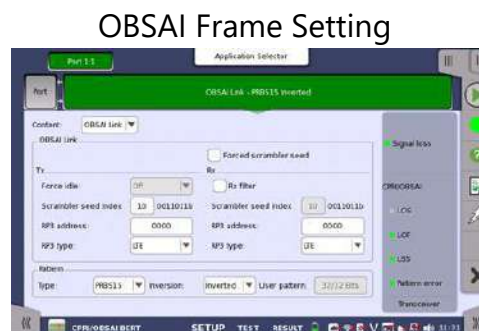 OBSAI Frame Setting
Port 1:1
Application Selector
Port
OBSAI Link - PRBS15 Inverted
Content: OBSAI Link
OBSAI Link
Forced scrambler seed
Tx
Rx
Force idle:
Off
Rx filter
Scrambler seed index: 10 0011011b
Scrambler seed index: 10 0011011b
RP3 address: 0000
RP3 address: 0000
RP3 type: LTE
RP3 type: LTE
Pattern
Type: PRBS15 Inversion: Inverted User pattern: 32/32 Bits
Signal loss
CPRI/OBSAI
LOS
LOF
LSS
Pattern error
Transceiver
CPRI/OBSAI BERT
SETUP TEST RESULT